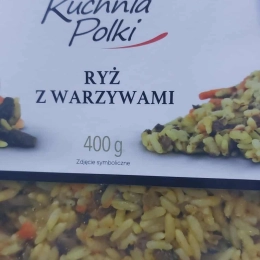 Kuchnia
Polki
RYŻ
Z WARZYWAMI
400 g
Zdjęcie symboliczne